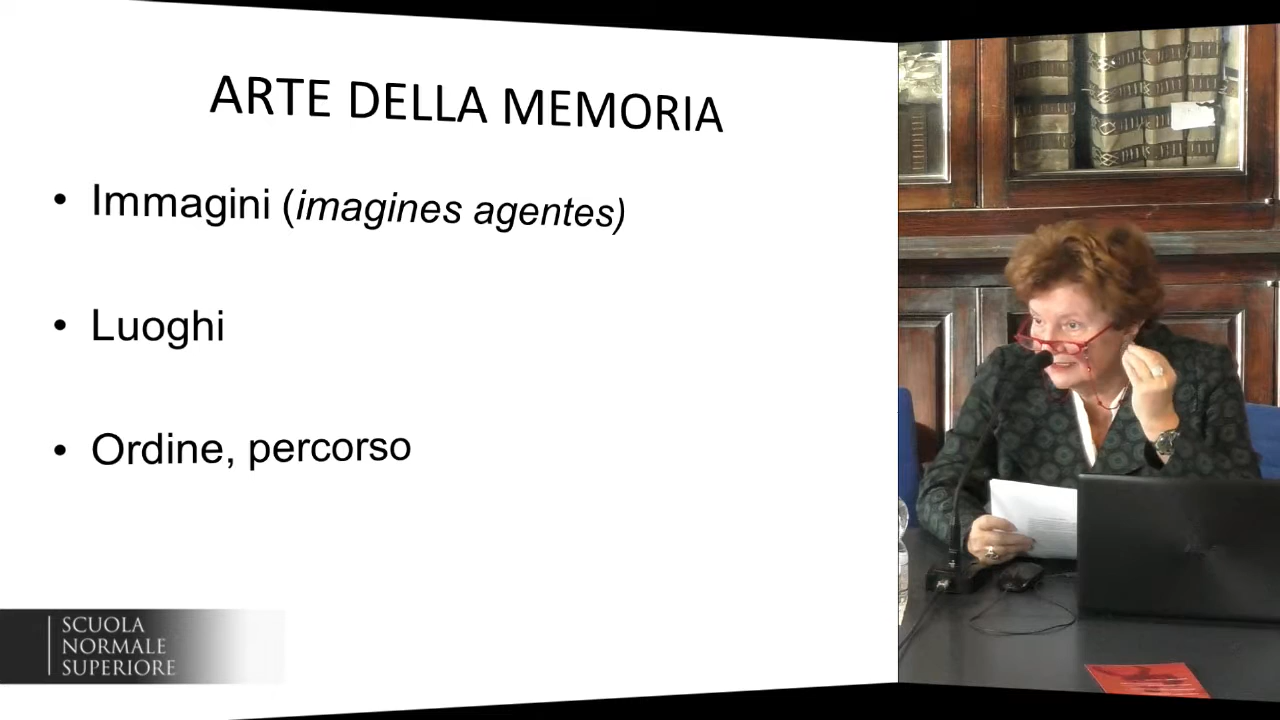 ARTE DELLA MEMORIA
• Immagini (imagines agentes)
• Luoghi
• Ordine, percorso
SCUOLA
NORMALE
SUPERIORE